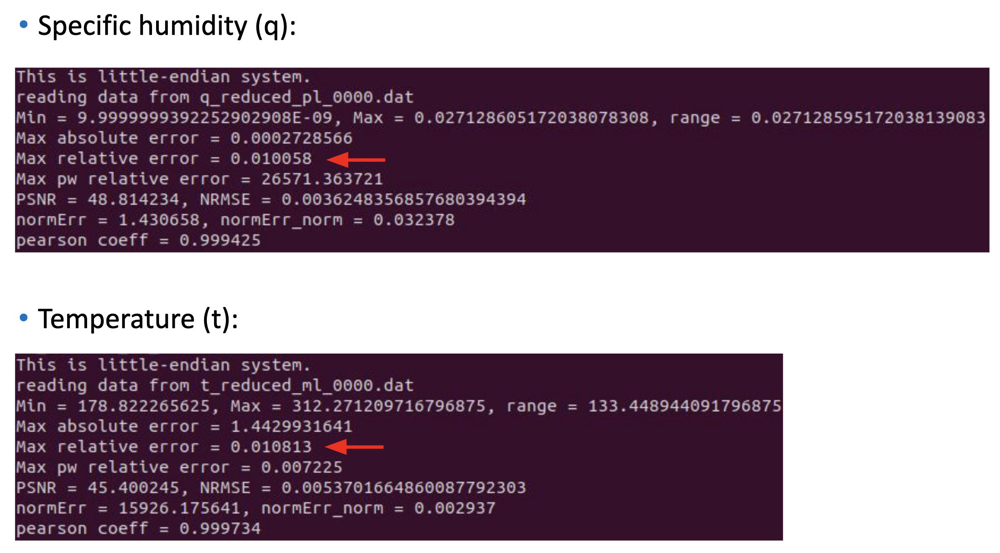 • Specific humidity (q):
This is little-endian system.
reading data from q_reduced_pl_0000.dat
Min = 9.9999999392252902908E-09, Max = 0.027128605172038078308, range = 0.027128595172038139083
Max absolute error = 0.0002728566
Max relative error = 0.010058
Max pw relative error = 26571.363721
PSNR = 48.814234, NRMSE = 0.0036248356857680394394
normErr = 1.430658, normErr_norm = 0.032378
pearson coeff = 0.999425
• Temperature (t):
This is little-endian system.
reading data from t_reduced_ml_0000.dat
Min = 178.822265625, Max = 312.271209716796875, range = 133.448944091796875
Max absolute error = 1.4429931641
Max relative error = 0.010813
Max pw relative error = 0.007225
PSNR = 45.400245, NRMSE = 0.0053701664860087792303
normErr = 15926.175641, normErr_norm = 0.002937
pearson coeff = 0.999734